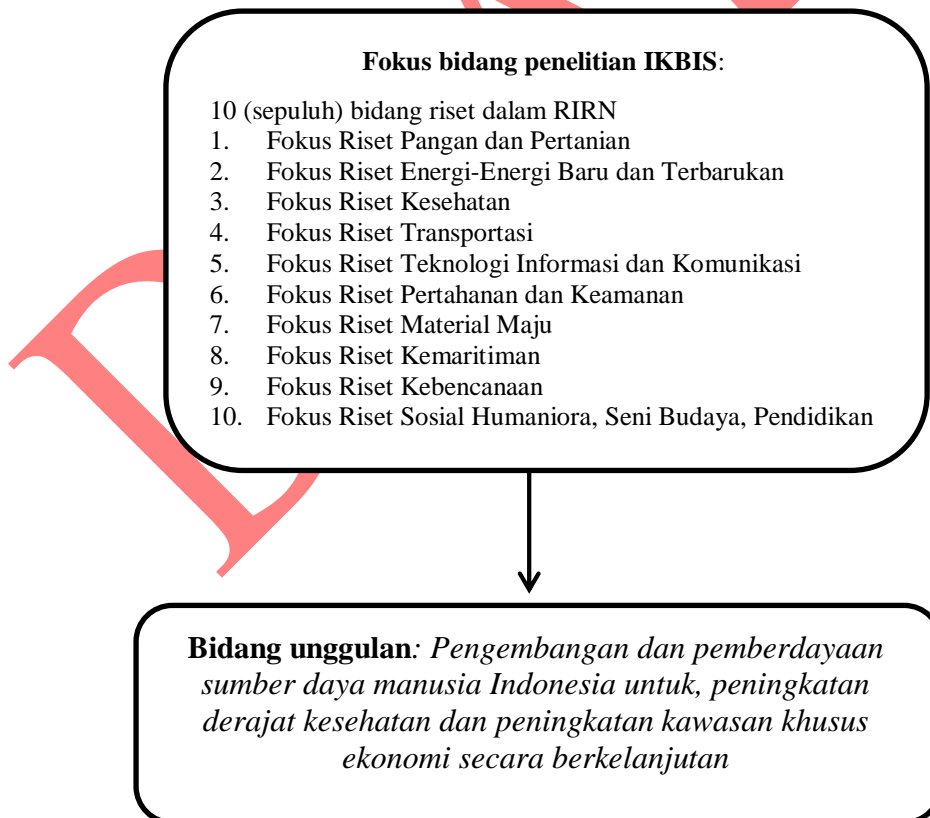 Fokus bidang penelitian IKBIS:
10 (sepuluh) bidang riset dalam RIRN
1. Fokus Riset Pangan dan Pertanian
2. Fokus Riset Energi-Energi Baru dan Terbarukan
3. Fokus Riset Kesehatan
4. Fokus Riset Transportasi
5. Fokus Riset Teknologi Informasi dan Komunikasi
6. Fokus Riset Pertahanan dan Keamanan
7. Fokus Riset Material Maju
8. Fokus Riset Kemaritiman
9. Fokus Riset Kebencanaan
10. Fokus Riset Sosial Humaniora, Seni Budaya, Pendidikan
Bidang unggulan: Pengembangan dan pemberdayaan
sumber daya manusia Indonesia untuk, peningkatan
derajat kesehatan dan peningkatan kawasan khusus
ekonomi secara berkelanjutan